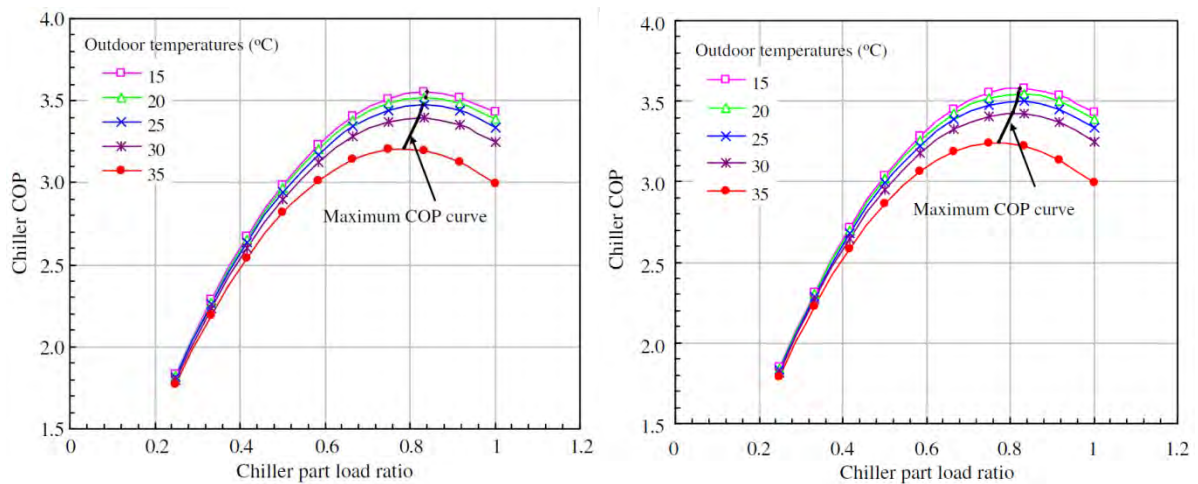 4.0
Outdoor temperatures (°C)
15
20
25
30
35
3.5
3.0
2.5
2.0
1.5
Chiller COP
Maximum COP curve
0 0.2 0.4 0.6 0.8 1 1.2
Chiller part load ratio
4.0
Outdoor temperatures (°C)
15
20
25
30
35
3.5
3.0
2.5
2.0
1.5
Chiller COP
Maximum COP curve
0 0.2 0.4 0.6 0.8 1 1.2
Chiller part load ratio